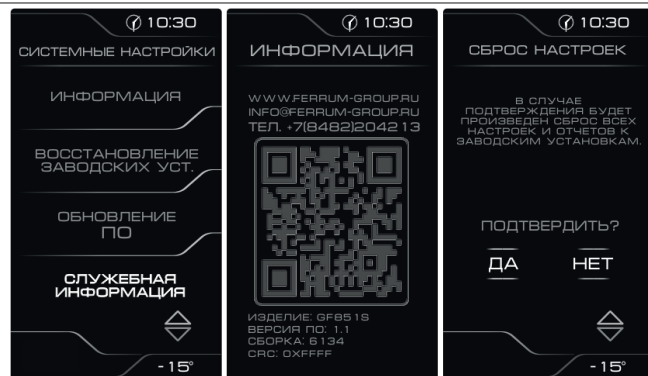 10:30
СИСТЕМНЫЕ НАСТРОЙКИ
ИНФОРМАЦИЯ
ВОССТАНОВЛЕНИЕ
ЗАВОДСКИХ УСТ.
ОБНОВЛЕНИЕ
ПО
СЛУЖЕБНАЯ
ИНФОРМАЦИЯ
-15°
10:30
ИНФОРМАЦИЯ
WWW.FERRUM-GROUP.RU
INFO@FERRUM-GROUP.RU
ТЕЛ. +7(8482)204213
ИЗДЕЛИЕ: GF851S
ВЕРСИЯ ПО: 1.1
СБОРКА: 6134
CRC: 0XFFFF
10:30
СБРОС НАСТРОЕК
В СЛУЧАЕ
ПОДТВЕРЖДЕНИЯ БУДЕТ
ПРОИЗВЕДЕН СБРОС ВСЕХ
НАСТРОЕК И ОТЧЕТОВ К
ЗАВОДСКИМ УСТАНОВКАМ.
ПОДТВЕРДИТЬ?
ДА НЕТ
-15°